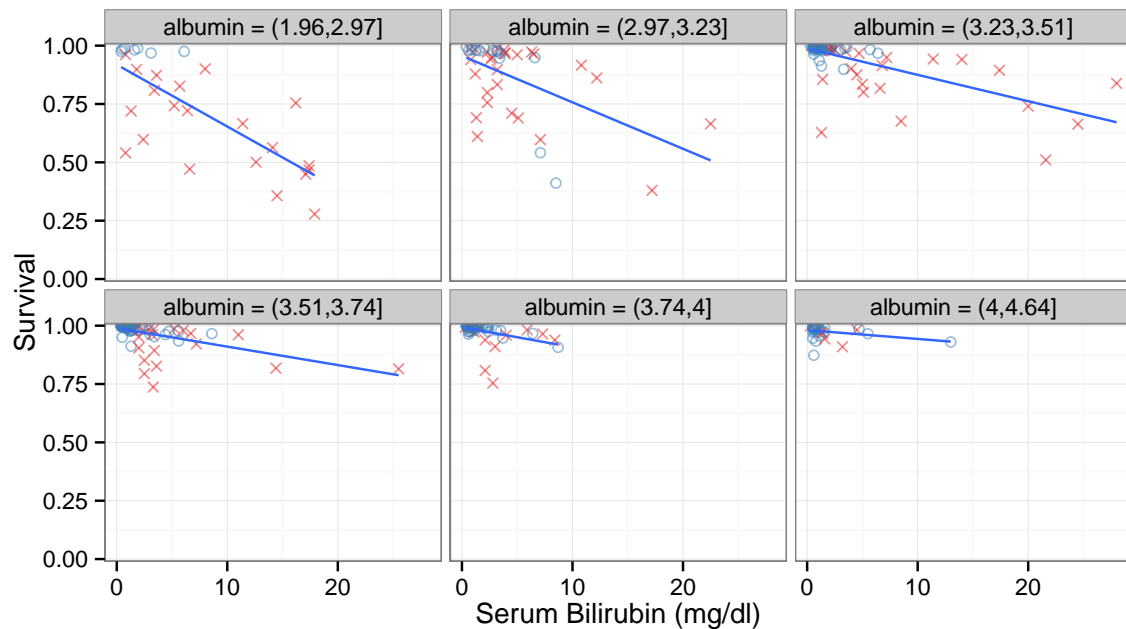 albumin = (1.96,2.97]
albumin = (2.97,3.23]
albumin = (3.23,3.51]
1.00
0.75
0.50
0.25
0.00
albumin = (3.51,3.74]
albumin = (3.74,4]
albumin = (4,4.64]
1.00
0.75
0.50
0.25
0.00
Survival
0 10 20
0 10 20
0 10 20
Serum Bilirubin (mg/dl)